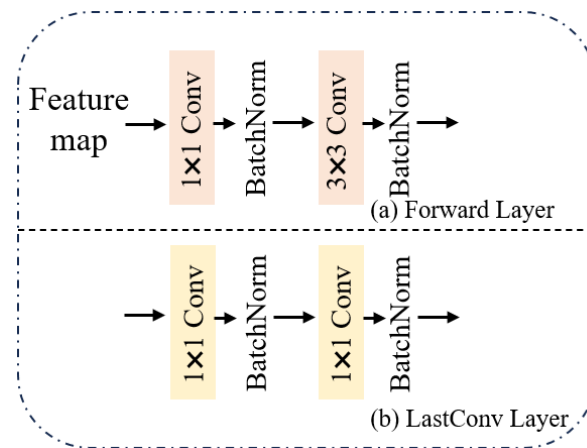 Feature
map
1×1 Conv
BatchNorm
3×3 Conv
BatchNorm
(a) Forward Layer
1×1 Conv
BatchNorm
1×1 Conv
BatchNorm
(b) LastConv Layer